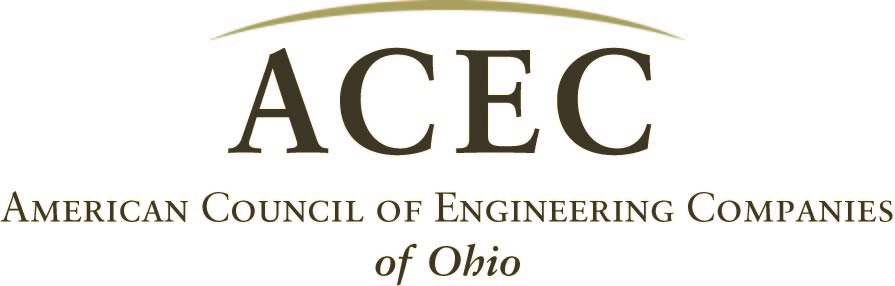 ACEC
American Council of Engineering Companies
of Ohio